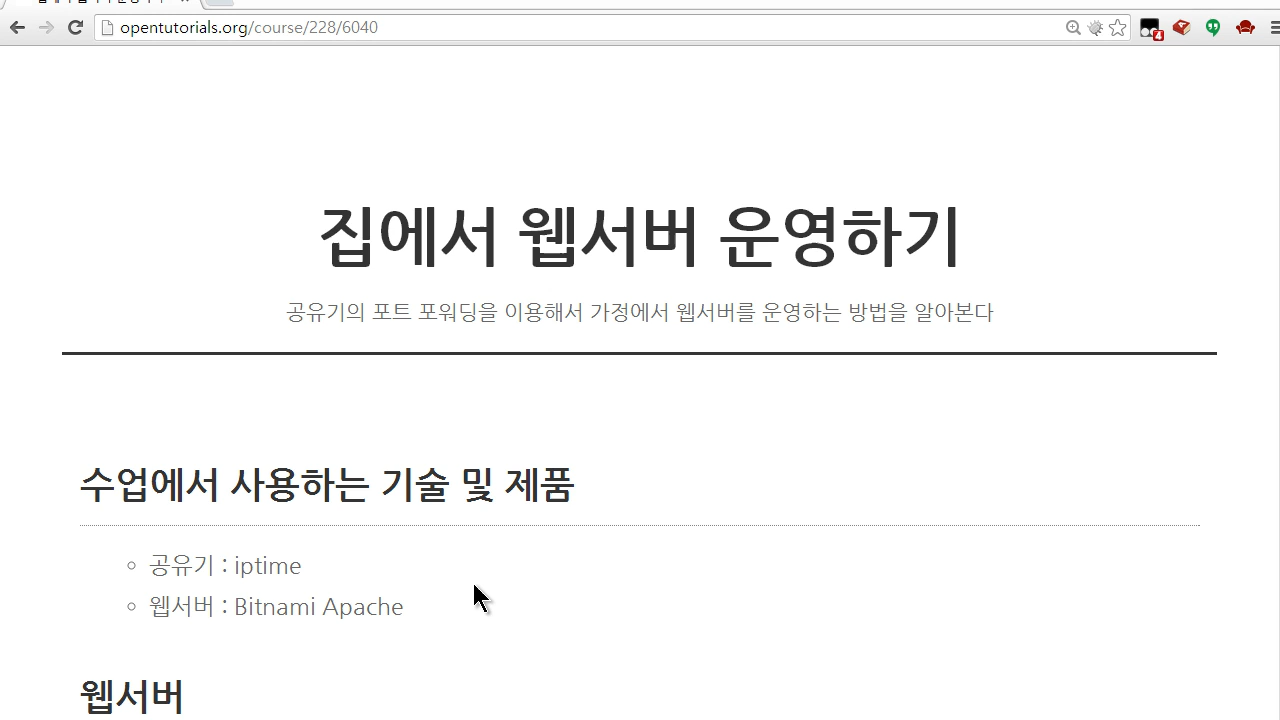 opentutorials.org/course/228/6040
4
집에서 웹서버 운영하기
공유기의 포트 포워딩을 이용해서 가정에서 웹서버를 운영하는 방법을 알아본다
수업에서 사용하는 기술 및 제품
공유기 : iptime
웹서버 : Bitnami Apache
웹서버